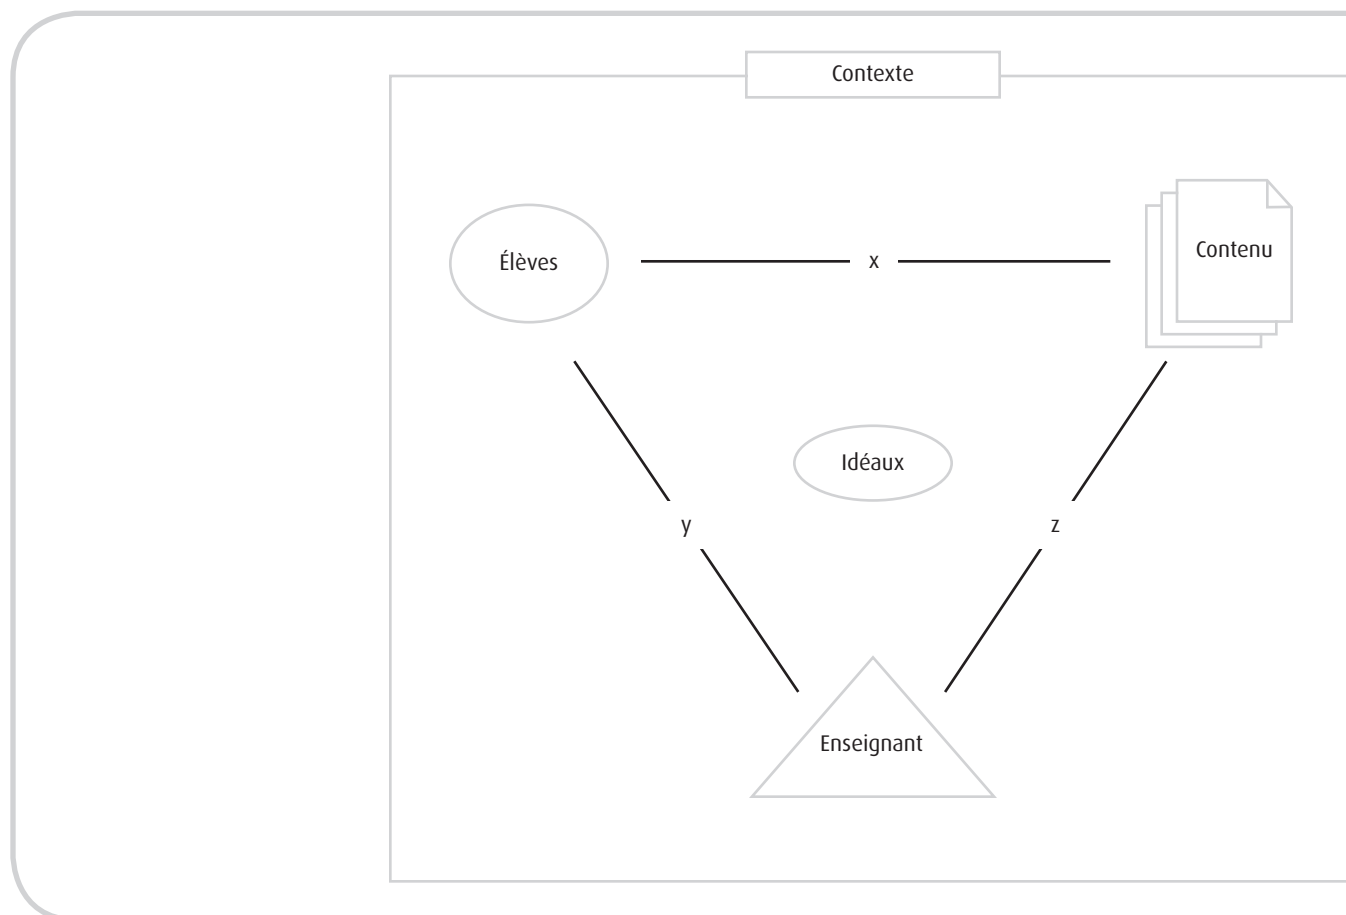 Contexte
Élèves
x
Contenu
Idéaux
y
z
Enseignant